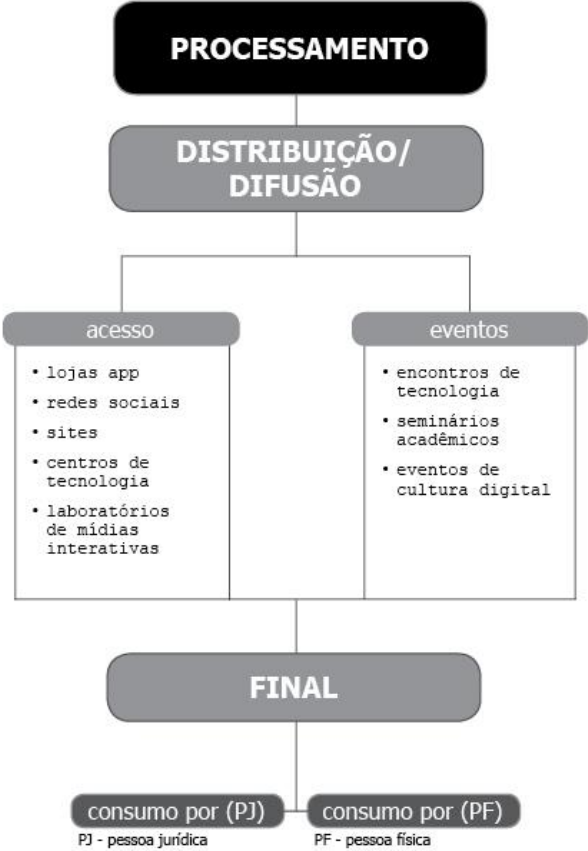 PROCESSAMENTO
DISTRIBUIÇÃO/
DIFUSÃO
acesso
• lojas app
• redes sociais
• sites
• centros de
tecnologia
• laboratórios
de mídias
interativas
eventos
• encontros de
tecnologia
• seminários
acadêmicos
• eventos de
cultura digital
FINAL
consumo por (PJ)
PJ - pessoa jurídica
consumo por (PF)
PF - pessoa física